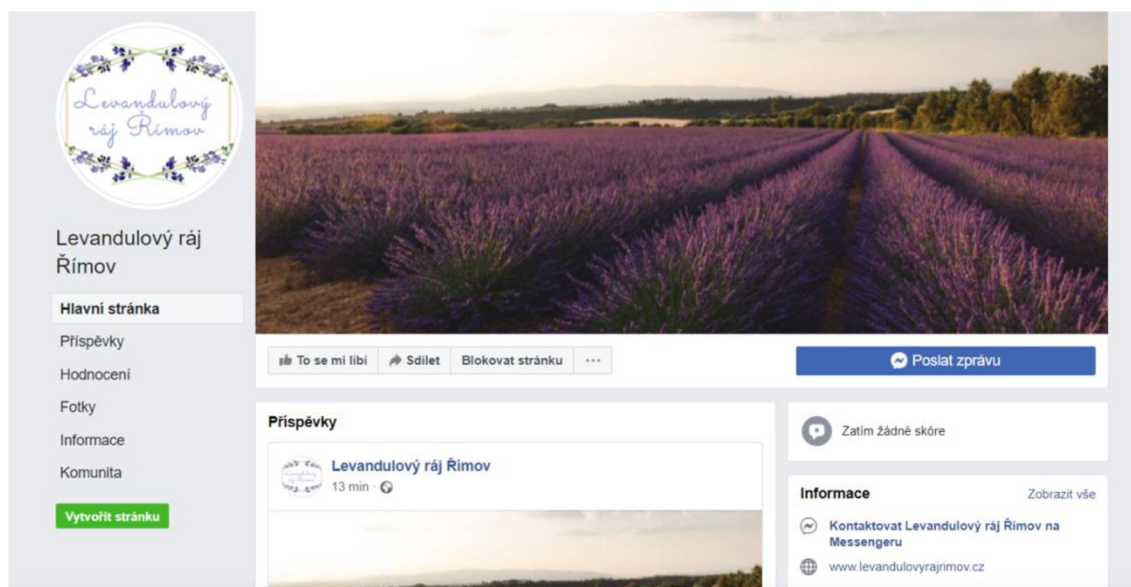 Levandulový
ráj Římov
Levandulový ráj
Římov
Hlavní stránka
Příspěvky
Hodnocení
Fotky
Informace
Komunita
Vytvořit stránku
To se mi líbí
Sdílet
Blokovat stránku
...
Poslat zprávu
Příspěvky
Levandulový ráj Římov
13 min ·
Zatím žádné skóre
Informace
Zobrazit vše
Kontaktovat Levandulový ráj Římov na
Messengeru
www.levandulovyrajrimov.cz